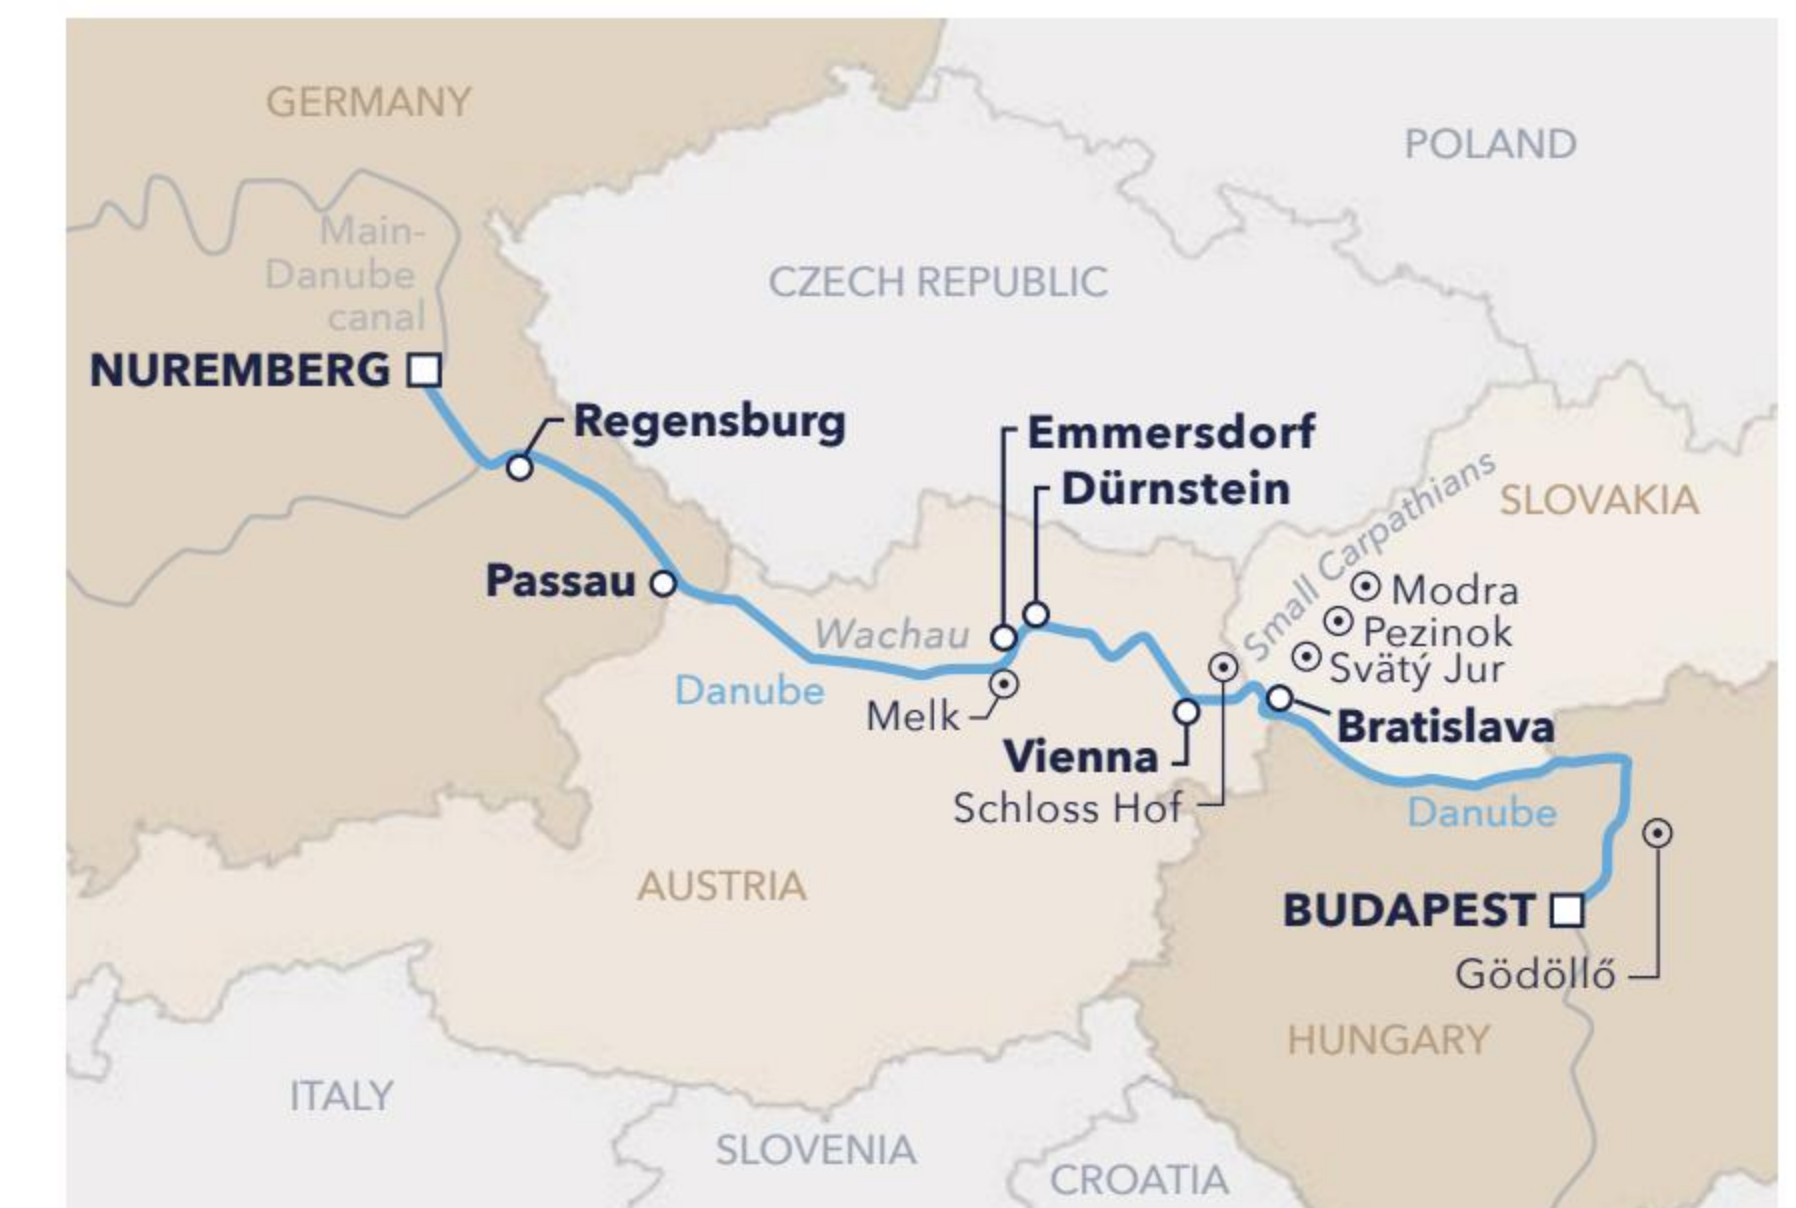 GERMANY
POLAND
Main-
Danube
canal
CZECH REPUBLIC
NUREMBERG
Regensburg
Emmersdorf
Dürnstein
Small Carpathians
SLOVAKIA
Passau
Modra
Pezinok
Svätý Jur
Wachau
Danube
Melk
Vienna
Bratislava
Schloss Hof
Danube
AUSTRIA
BUDAPEST
Gödöllő
HUNGARY
ITALY
SLOVENIA
CROATIA